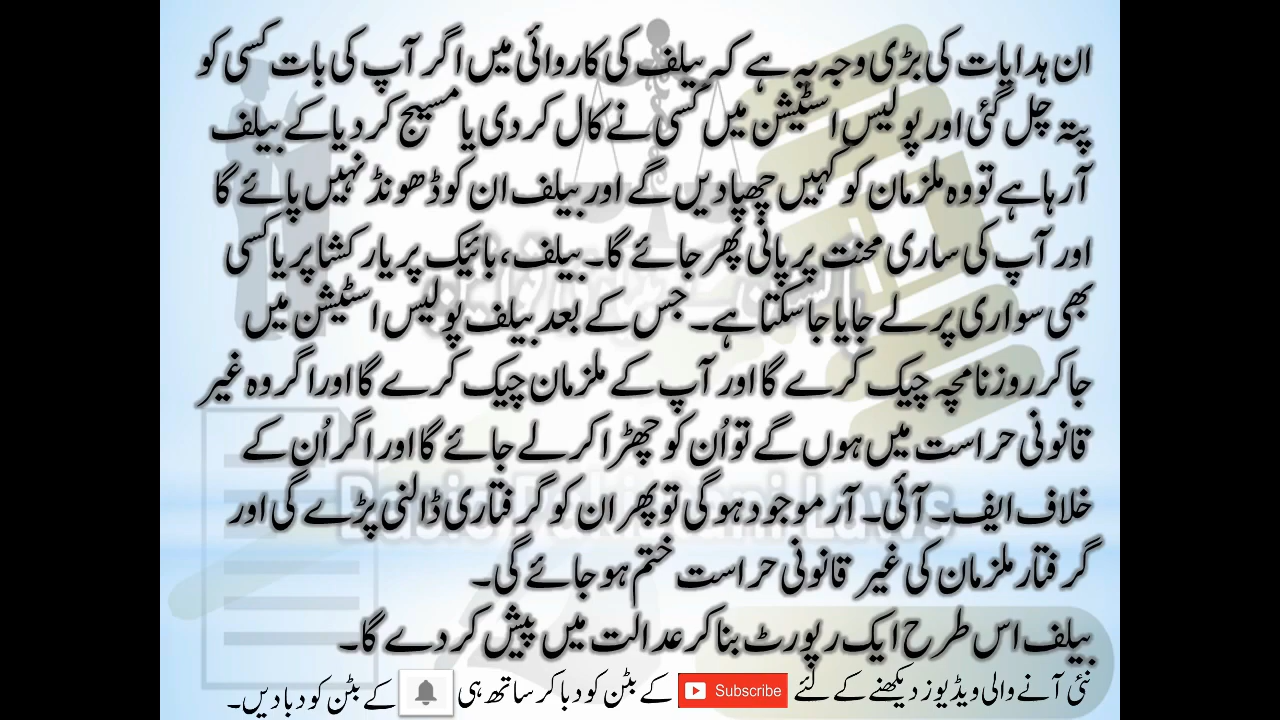 ان ہدایات کی بڑی وجہ یہ ہے کہ بیلف کی کاروائی میں اگر آپ کی بات کسی کو
پتہ چل گئی اور پولیس اسٹیشن میں کسی نے کال کر دی یا مسیج کر دیا کے بیلف
آ رہا ہے تو وہ ملزمان کو کہیں چھپا دیں گے اور بیلف ان کو ڈھونڈ نہیں پائے گا
اور آپ کی ساری محنت پر پانی پھر جائے گا۔ بیلف، بائیک پر یا رکشا پر یا کسی
بھی سواری پر لے جایا جا سکتا ہے۔ جس کے بعد بیلف پولیس اسٹیشن میں
جا کر روزنامچہ چیک کرے گا اور آپ کے ملزمان چیک کرے گا اور اگر وہ غیر
قانونی حراست میں ہوں گے تو اُن کو چھڑا کر لے جائے گا اور اگر اُن کے
خلاف ایف۔ آئی۔ آر موجود ہو گی تو پھر ان کو گرفتاری ڈالنی پڑے گی اور
گرفتار ملزمان کی غیر قانونی حراست ختم ہو جائے گی۔
بیلف اس طرح ایک رپورٹ بنا کر عدالت میں پیش کر دے گا۔
نئی آنے والی ویڈیوز دیکھنے کے لئے Subscribe کے بٹن کو دبا کر ساتھ ہی کے بٹن کو دبا دیں۔